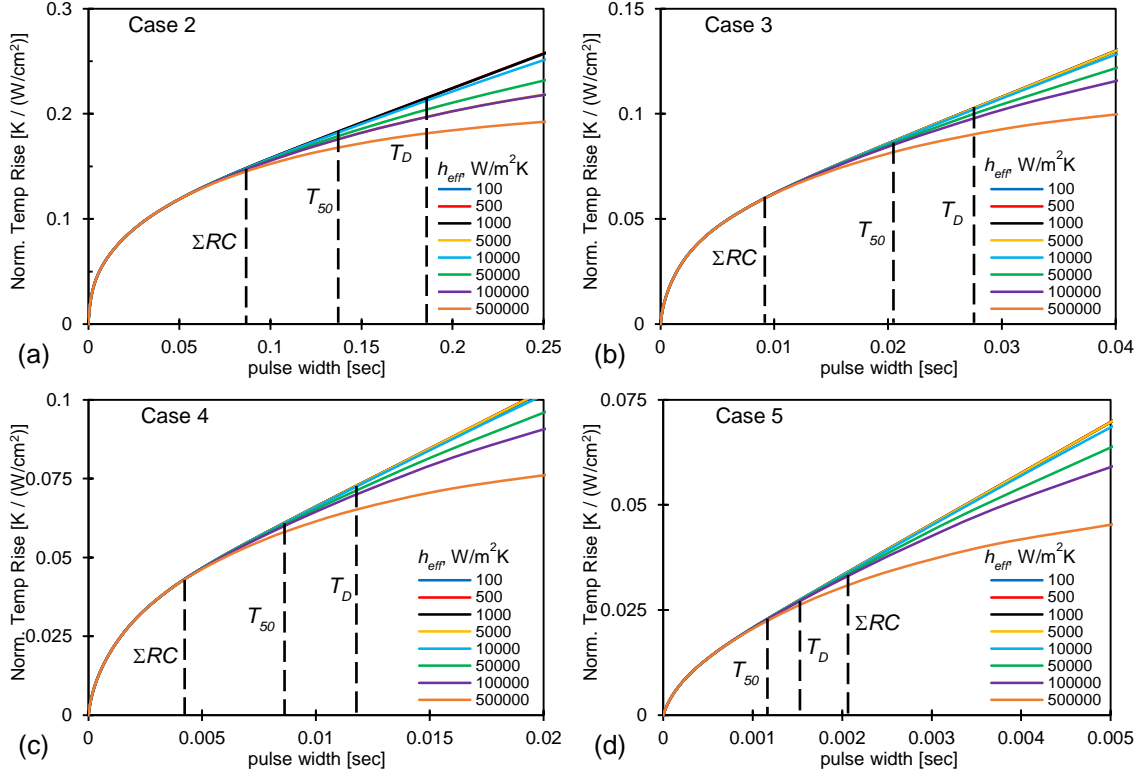 Case 2
Norm. Temp Rise [K / (W/cm²)]
0.3
0.2
0.1
0
ΣRC
T50
TD
heff, W/m²K
100
500
1000
5000
10000
50000
100000
500000
0
0.05
0.1
0.15
0.2
0.25
pulse width [sec]
(a)
Case 3
Norm. Temp Rise [K / (W/cm²)]
0.15
0.10
0.05
0
ΣRC
T50
TD
heff, W/m²K
100
500
1000
5000
10000
50000
100000
500000
0
0.01
0.02
0.03
0.04
pulse width [sec]
(b)
Case 4
Norm. Temp Rise [K / (W/cm²)]
0.1
0.075
0.05
0.025
0
ΣRC
T50
TD
heff, W/m²K
100
500
1000
5000
10000
50000
100000
500000
0
0.005
0.01
0.015
0.02
pulse width [sec]
(c)
Case 5
Norm. Temp Rise [K / (W/cm²)]
0.075
0.05
0.025
0
T50
TD
ΣRC
heff, W/m²K
100
500
1000
5000
10000
50000
100000
500000
0
0.001
0.002
0.003
0.004
0.005
pulse width [sec]
(d)